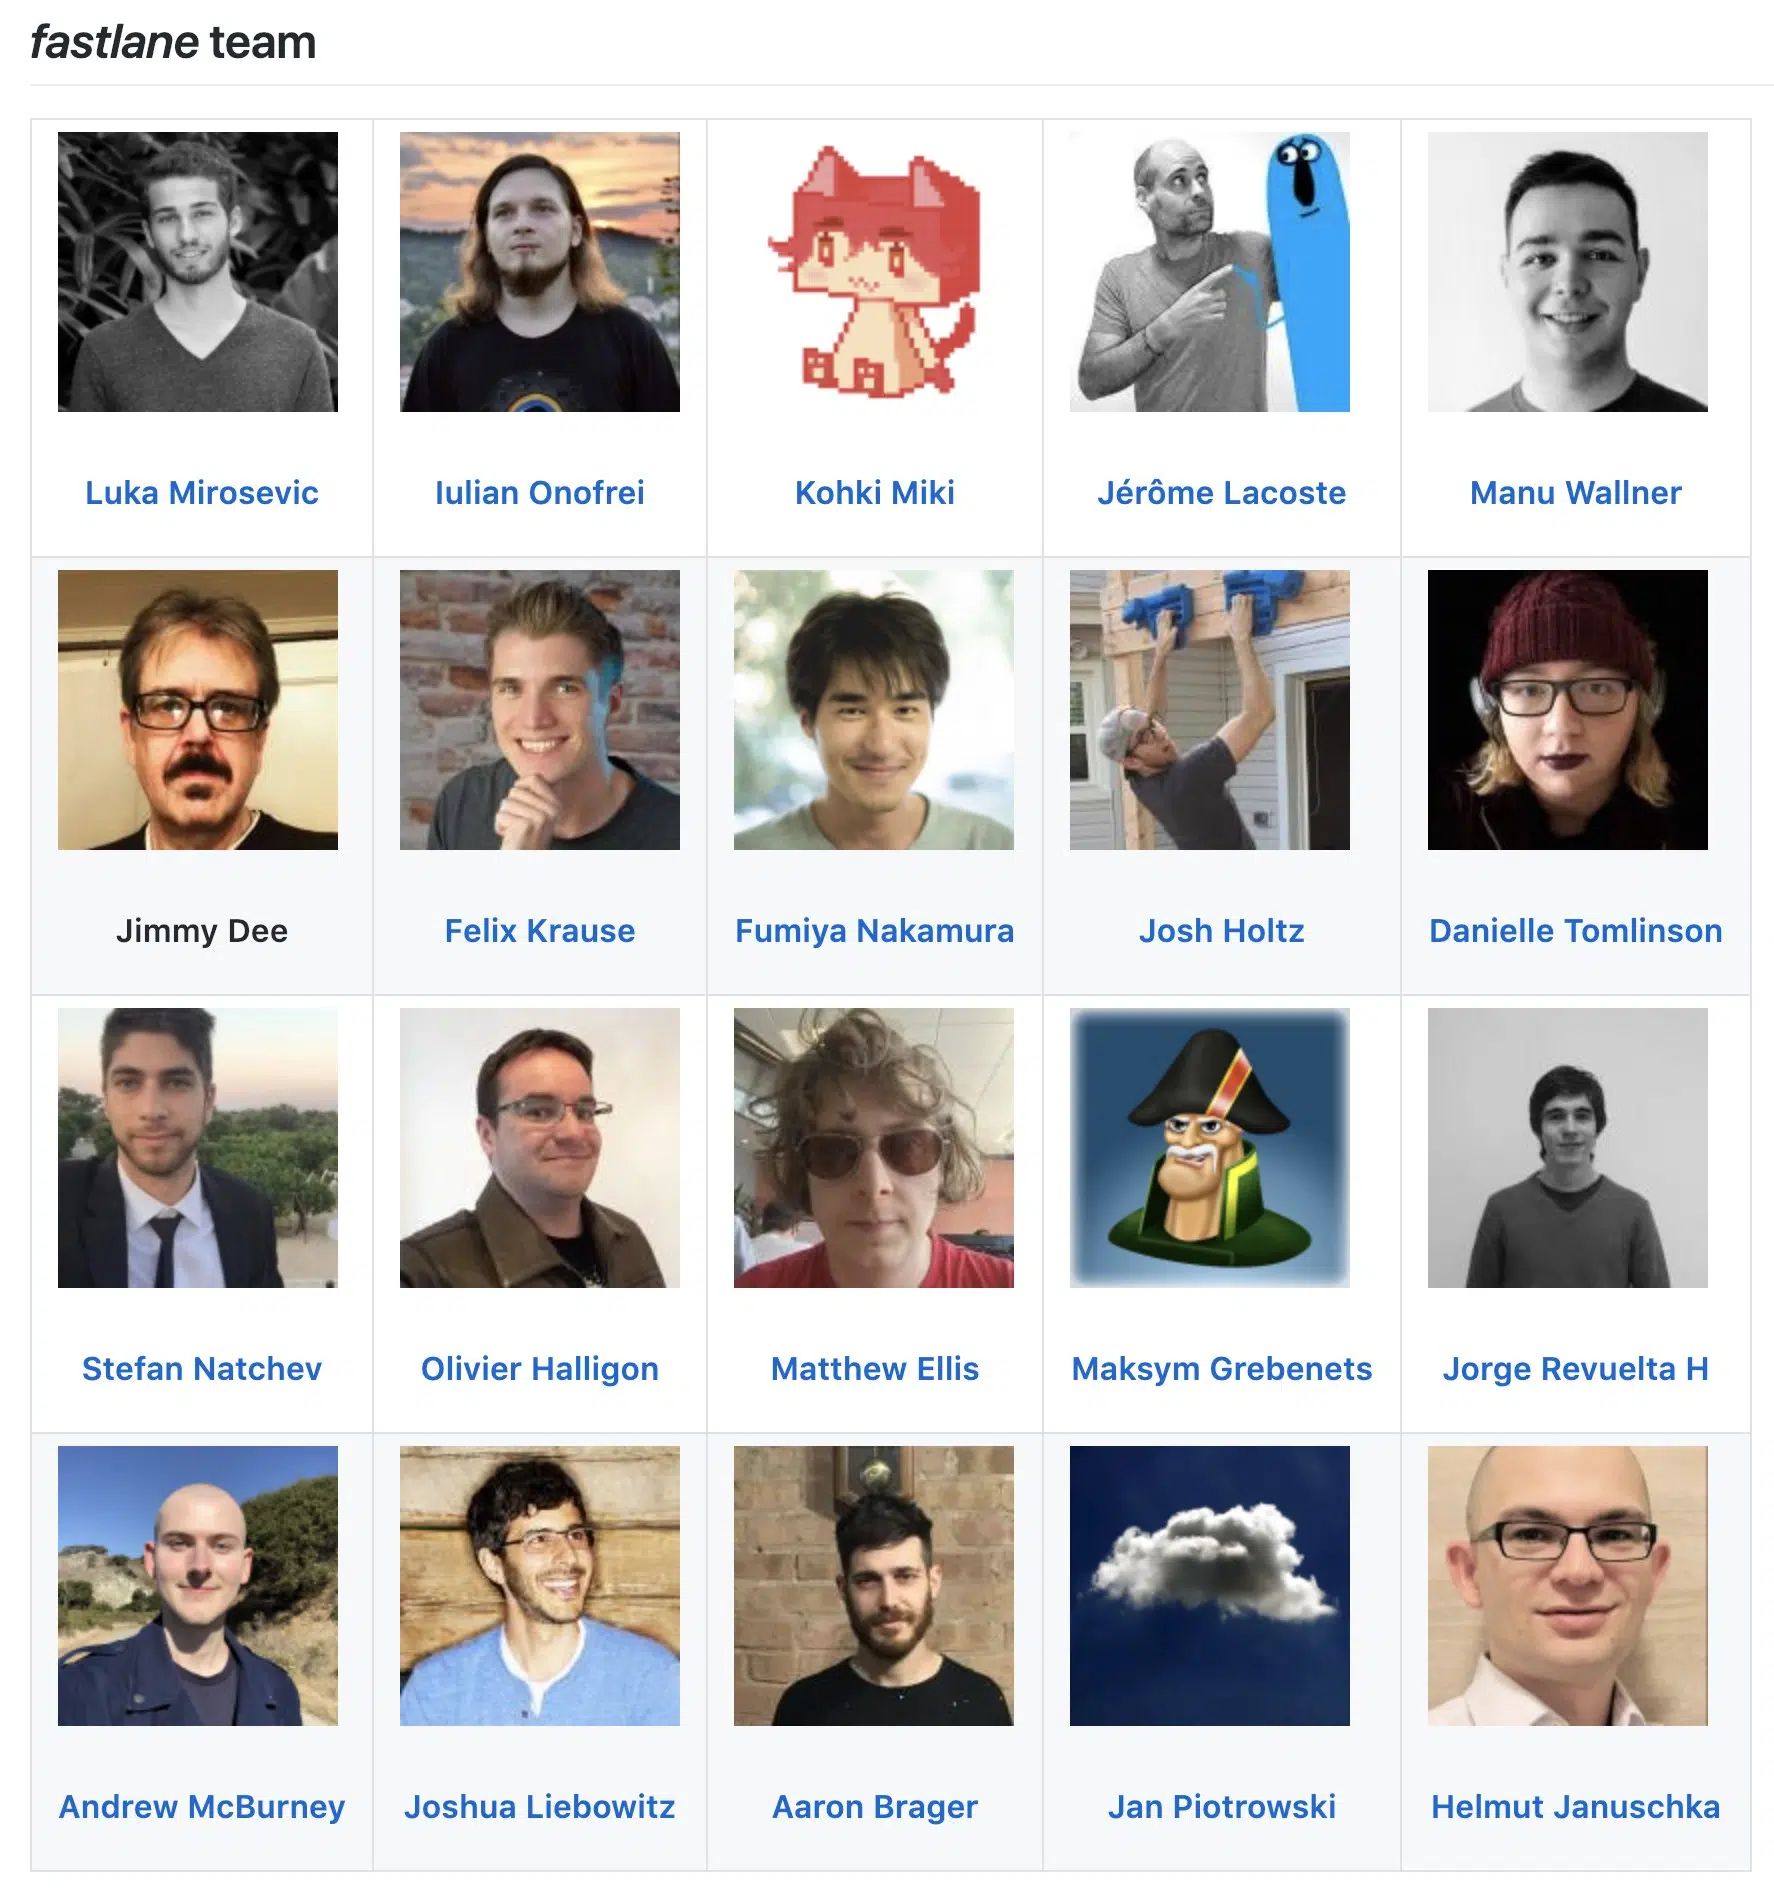 fastlane team
Luka Mirosevic
Iulian Onofrei
Kohki Miki
Jérôme Lacoste
Manu Wallner
Jimmy Dee
Felix Krause
Fumiya Nakamura
Josh Holtz
Danielle Tomlinson
Stefan Natchev
Olivier Halligon
Matthew Ellis
Maksym Grebenets
Jorge Revuelta H
Andrew McBurney
Joshua Liebowitz
Aaron Brager
Jan Piotrowski
Helmut Januschka